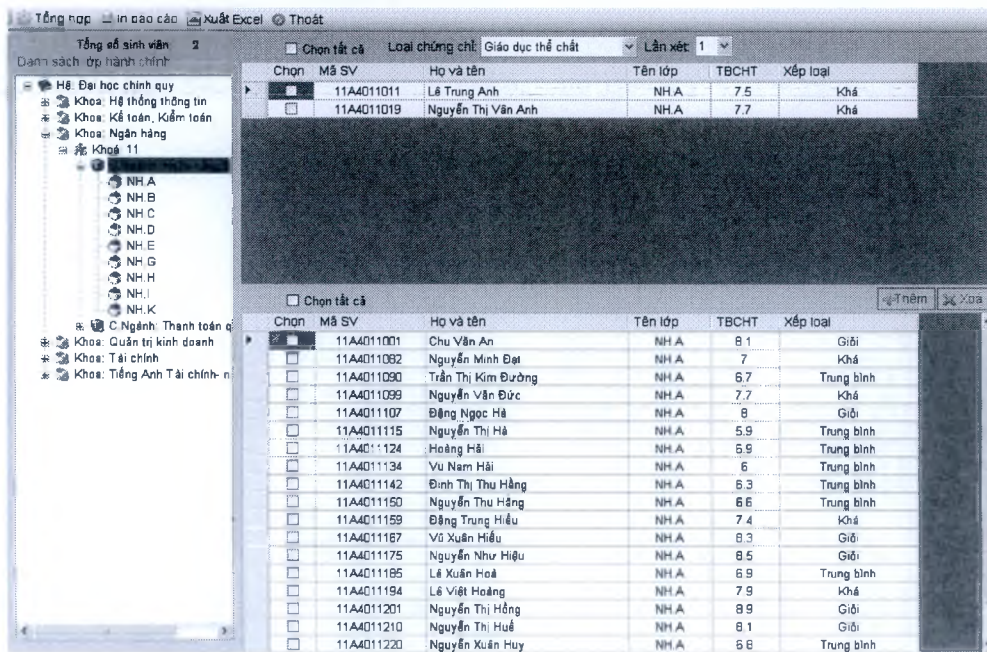 Tổng hợp In báo cáo Xuất Excel Thoát
Tổng số sinh viên 2
Danh sách lớp hành chính
Hệ: Đại học chính quy
Khoa: Hệ thống thông tin
Khoa: Kế toán, Kiểm toán
Khoa: Ngân hàng
Khoá: 11
NH.A
NH.B
NH.C
NH.D
NH.E
NH.G
NH.H
NH.I
NH.K
C.Ngành: Thanh toán q
Khoa: Quản trị kinh doanh
Khoa: Tài chính
Khoa: Tiếng Anh Tài chính- n
Chọn tất cả Loại chứng chỉ: Giáo dục thể chất Lần xét: 1
Chọn Mã SV Họ và tên Tên lớp TBCHT Xếp loại
11A4011011 Lê Trung Anh NH.A 7.5 Khá
11A4011019 Nguyễn Thị Vân Anh NH.A 7.7 Khá
Chọn tất cả Thêm Xoá
Chọn Mã SV Họ và tên Tên lớp TBCHT Xếp loại
11A4011001 Chu Văn An NH.A 8.1 Giỏi
11A4011082 Nguyễn Minh Đạt NH.A 7 Khá
11A4011090 Trần Thị Kim Đường NH.A 6.7 Trung bình
11A4011099 Nguyễn Văn Đức NH.A 7.7 Khá
11A4011107 Đặng Ngọc Hà NH.A 8 Giỏi
11A4011115 Nguyễn Thị Hà NH.A 5.9 Trung bình
11A4011124 Hoàng Hải NH.A 6.9 Trung bình
11A4011134 Vũ Nam Hải NH.A 6 Trung bình
11A4011142 Đinh Thị Thu Hằng NH.A 6.3 Trung bình
11A4011150 Nguyễn Thu Hằng NH.A 6.6 Trung bình
11A4011159 Đặng Trung Hiếu NH.A 7.4 Khá
11A4011167 Vũ Xuân Hiếu NH.A 8.3 Giỏi
11A4011175 Nguyễn Như Hiệu NH.A 8.5 Giỏi
11A4011185 Lê Xuân Hoà NH.A 6.9 Trung bình
11A4011194 Lê Việt Hoàng NH.A 7.9 Khá
11A4011201 Nguyễn Thị Hồng NH.A 8.9 Giỏi
11A4011210 Nguyễn Thị Huế NH.A 8.1 Giỏi
11A4011220 Nguyễn Xuân Huy NH.A 6.8 Trung bình